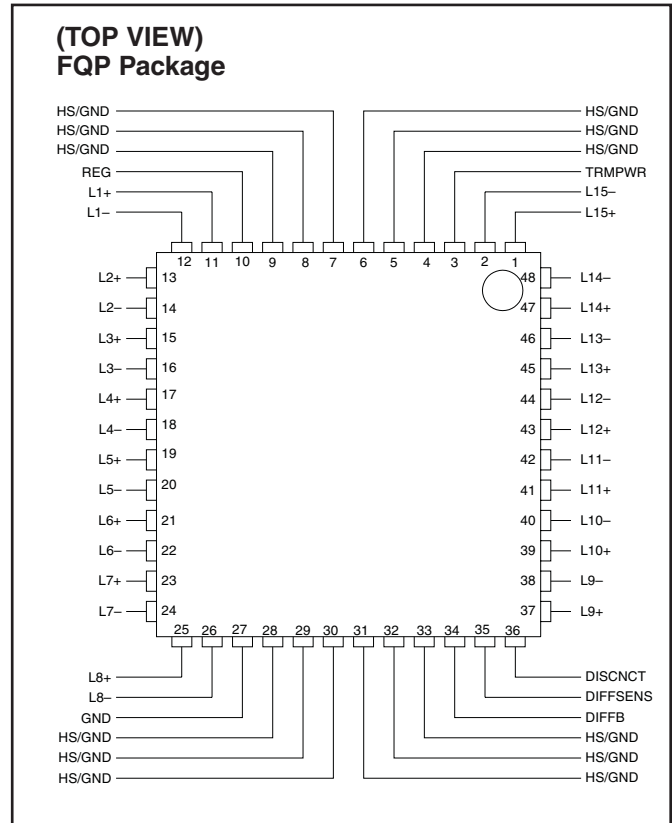 (TOP VIEW)
FQP Package
HS/GND
HS/GND
HS/GND
HS/GND
HS/GND
HS/GND
REG
TRMPWR
L1+
L15–
L1–
L15+
12 11 10 9 8 7 6 5 4 3 2 1
L2+ 13 48 L14–
L2– 14 47 L14+
L3+ 15 46 L13–
L3– 16 45 L13+
L4+ 17 44 L12–
L4– 18 43 L12+
L5+ 19 42 L11–
L5– 20 41 L11+
L6+ 21 40 L10–
L6– 22 39 L10+
L7+ 23 38 L9–
L7– 24 37 L9+
25 26 27 28 29 30 31 32 33 34 35 36
L8+
DISCNCT
L8–
DIFFSENS
GND
DIFFB
HS/GND
HS/GND
HS/GND
HS/GND
HS/GND
HS/GND